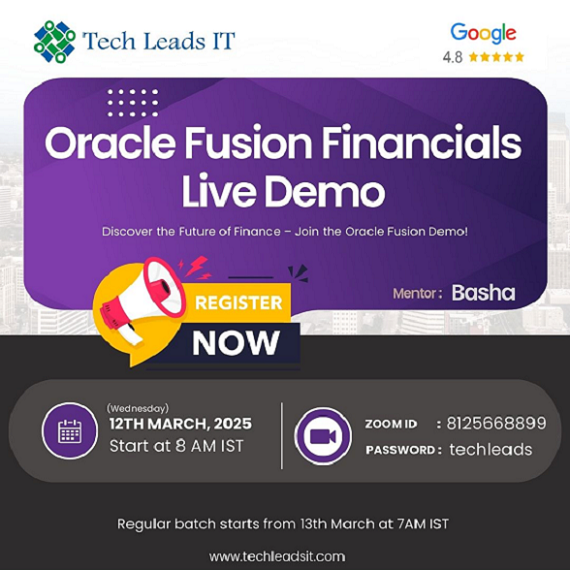 Tech Leads IT
Google
4.8
Oracle Fusion Financials
Live Demo
Discover the Future of Finance – Join the Oracle Fusion Demo!
Mentor : Basha
REGISTER
NOW
(Wednesday)
12TH MARCH, 2025
Start at 8 AM IST
ZOOM ID : 8125668899
PASSWORD : techleads
Regular batch starts from 13th March at 7AM IST
www.techleadsit.com